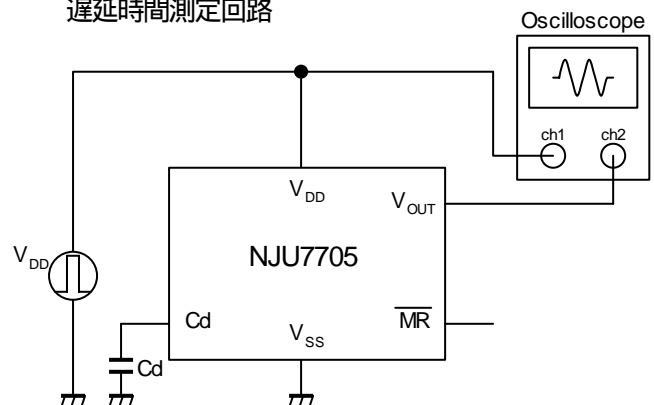 遅延時間測定回路
Oscilloscope
ch1 ch2
VDD VOUT
VDD
NJU7705
Cd VSS MR
Cd